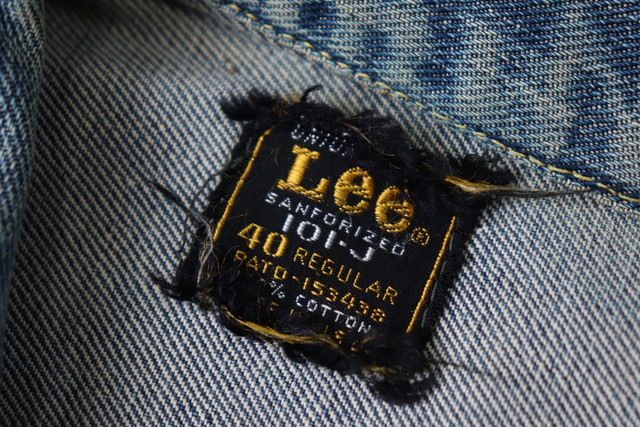 Lee®
SANFORIZED
101-J
40 REGULAR
PATD-153438
% COTTON